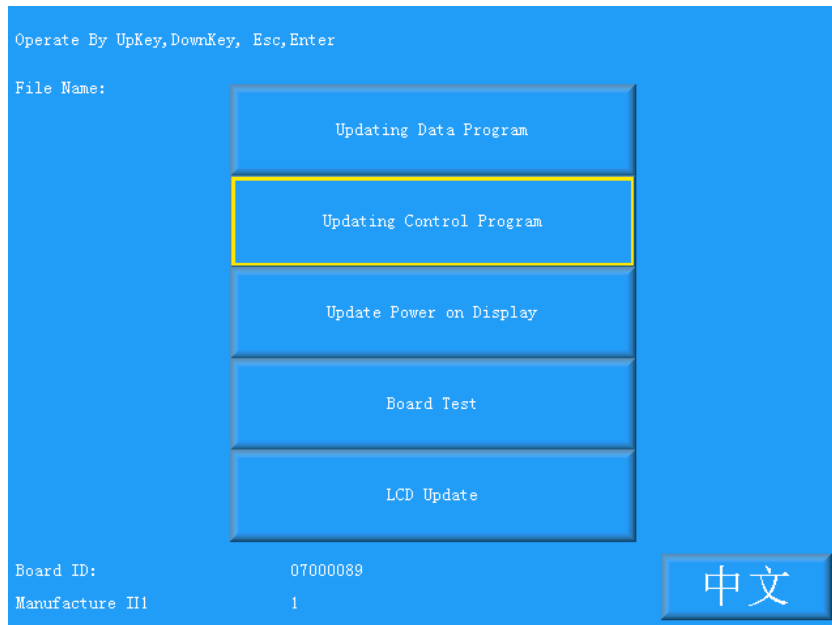 Operate By UpKey,DownKey, Esc,Enter
File Name:
Updating Data Program
Updating Control Program
Update Power on Display
Board Test
LCD Update
Board ID: 07000089
Manufacture II1 1
中文